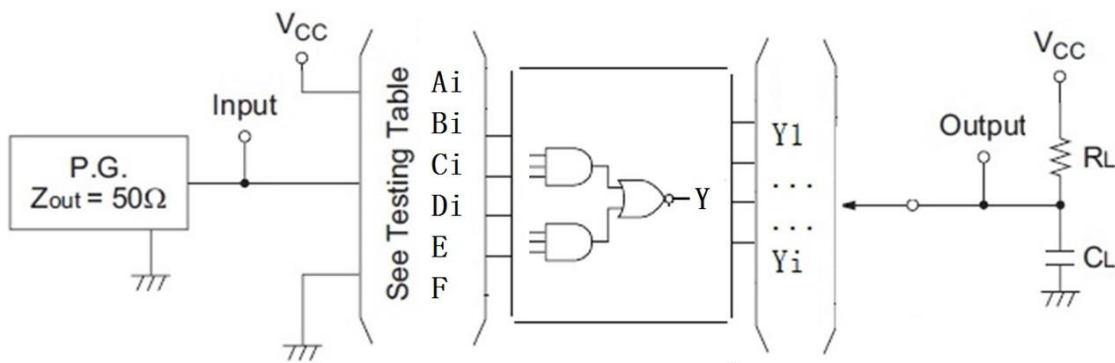 VCC
Input
P.G.
Zout = 50Ω
See Testing Table
Ai
Bi
Ci
Di
E
F
Y
Y1
...
...
Yi
Output
VCC
RL
CL